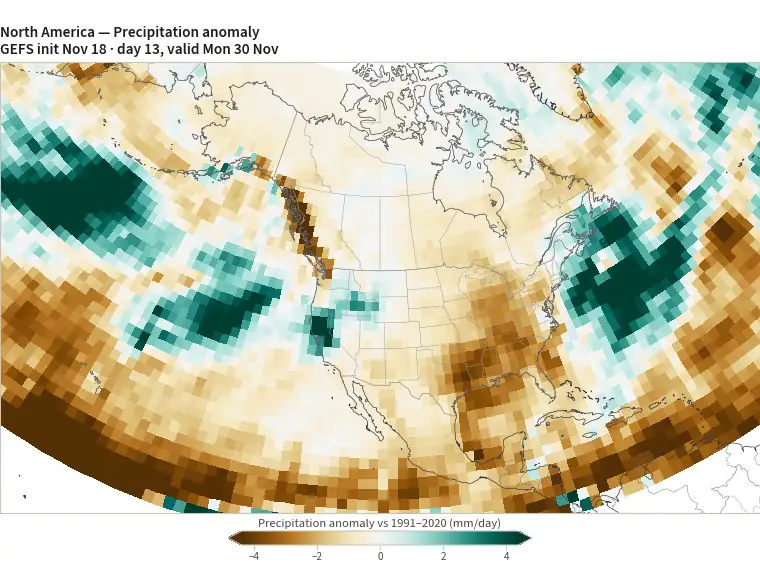 North America — Precipitation anomaly
GEFS init Nov 18 · day 13, valid Mon 30 Nov
Precipitation anomaly vs 1991–2020 (mm/day)
−4 −2 0 2 4